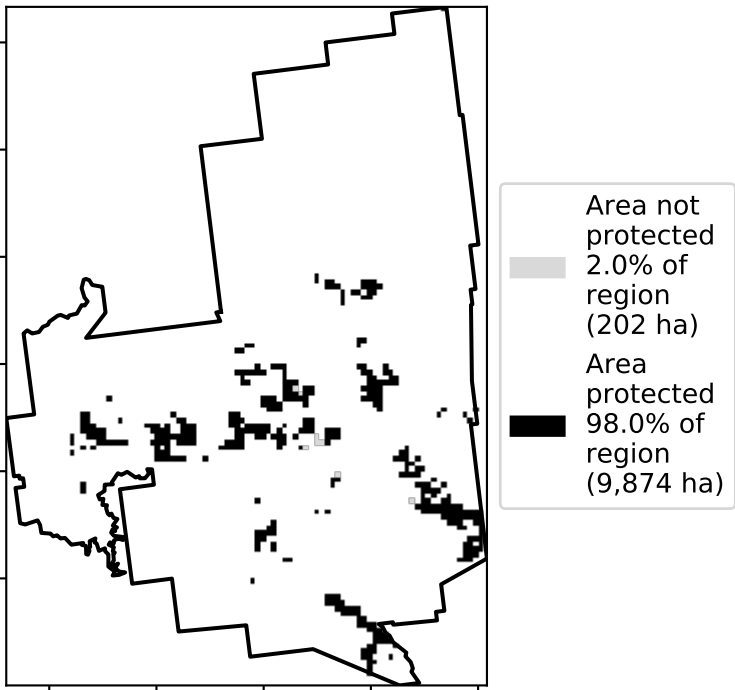 Area not
protected
2.0% of
region
(202 ha)
Area
protected
98.0% of
region
(9,874 ha)